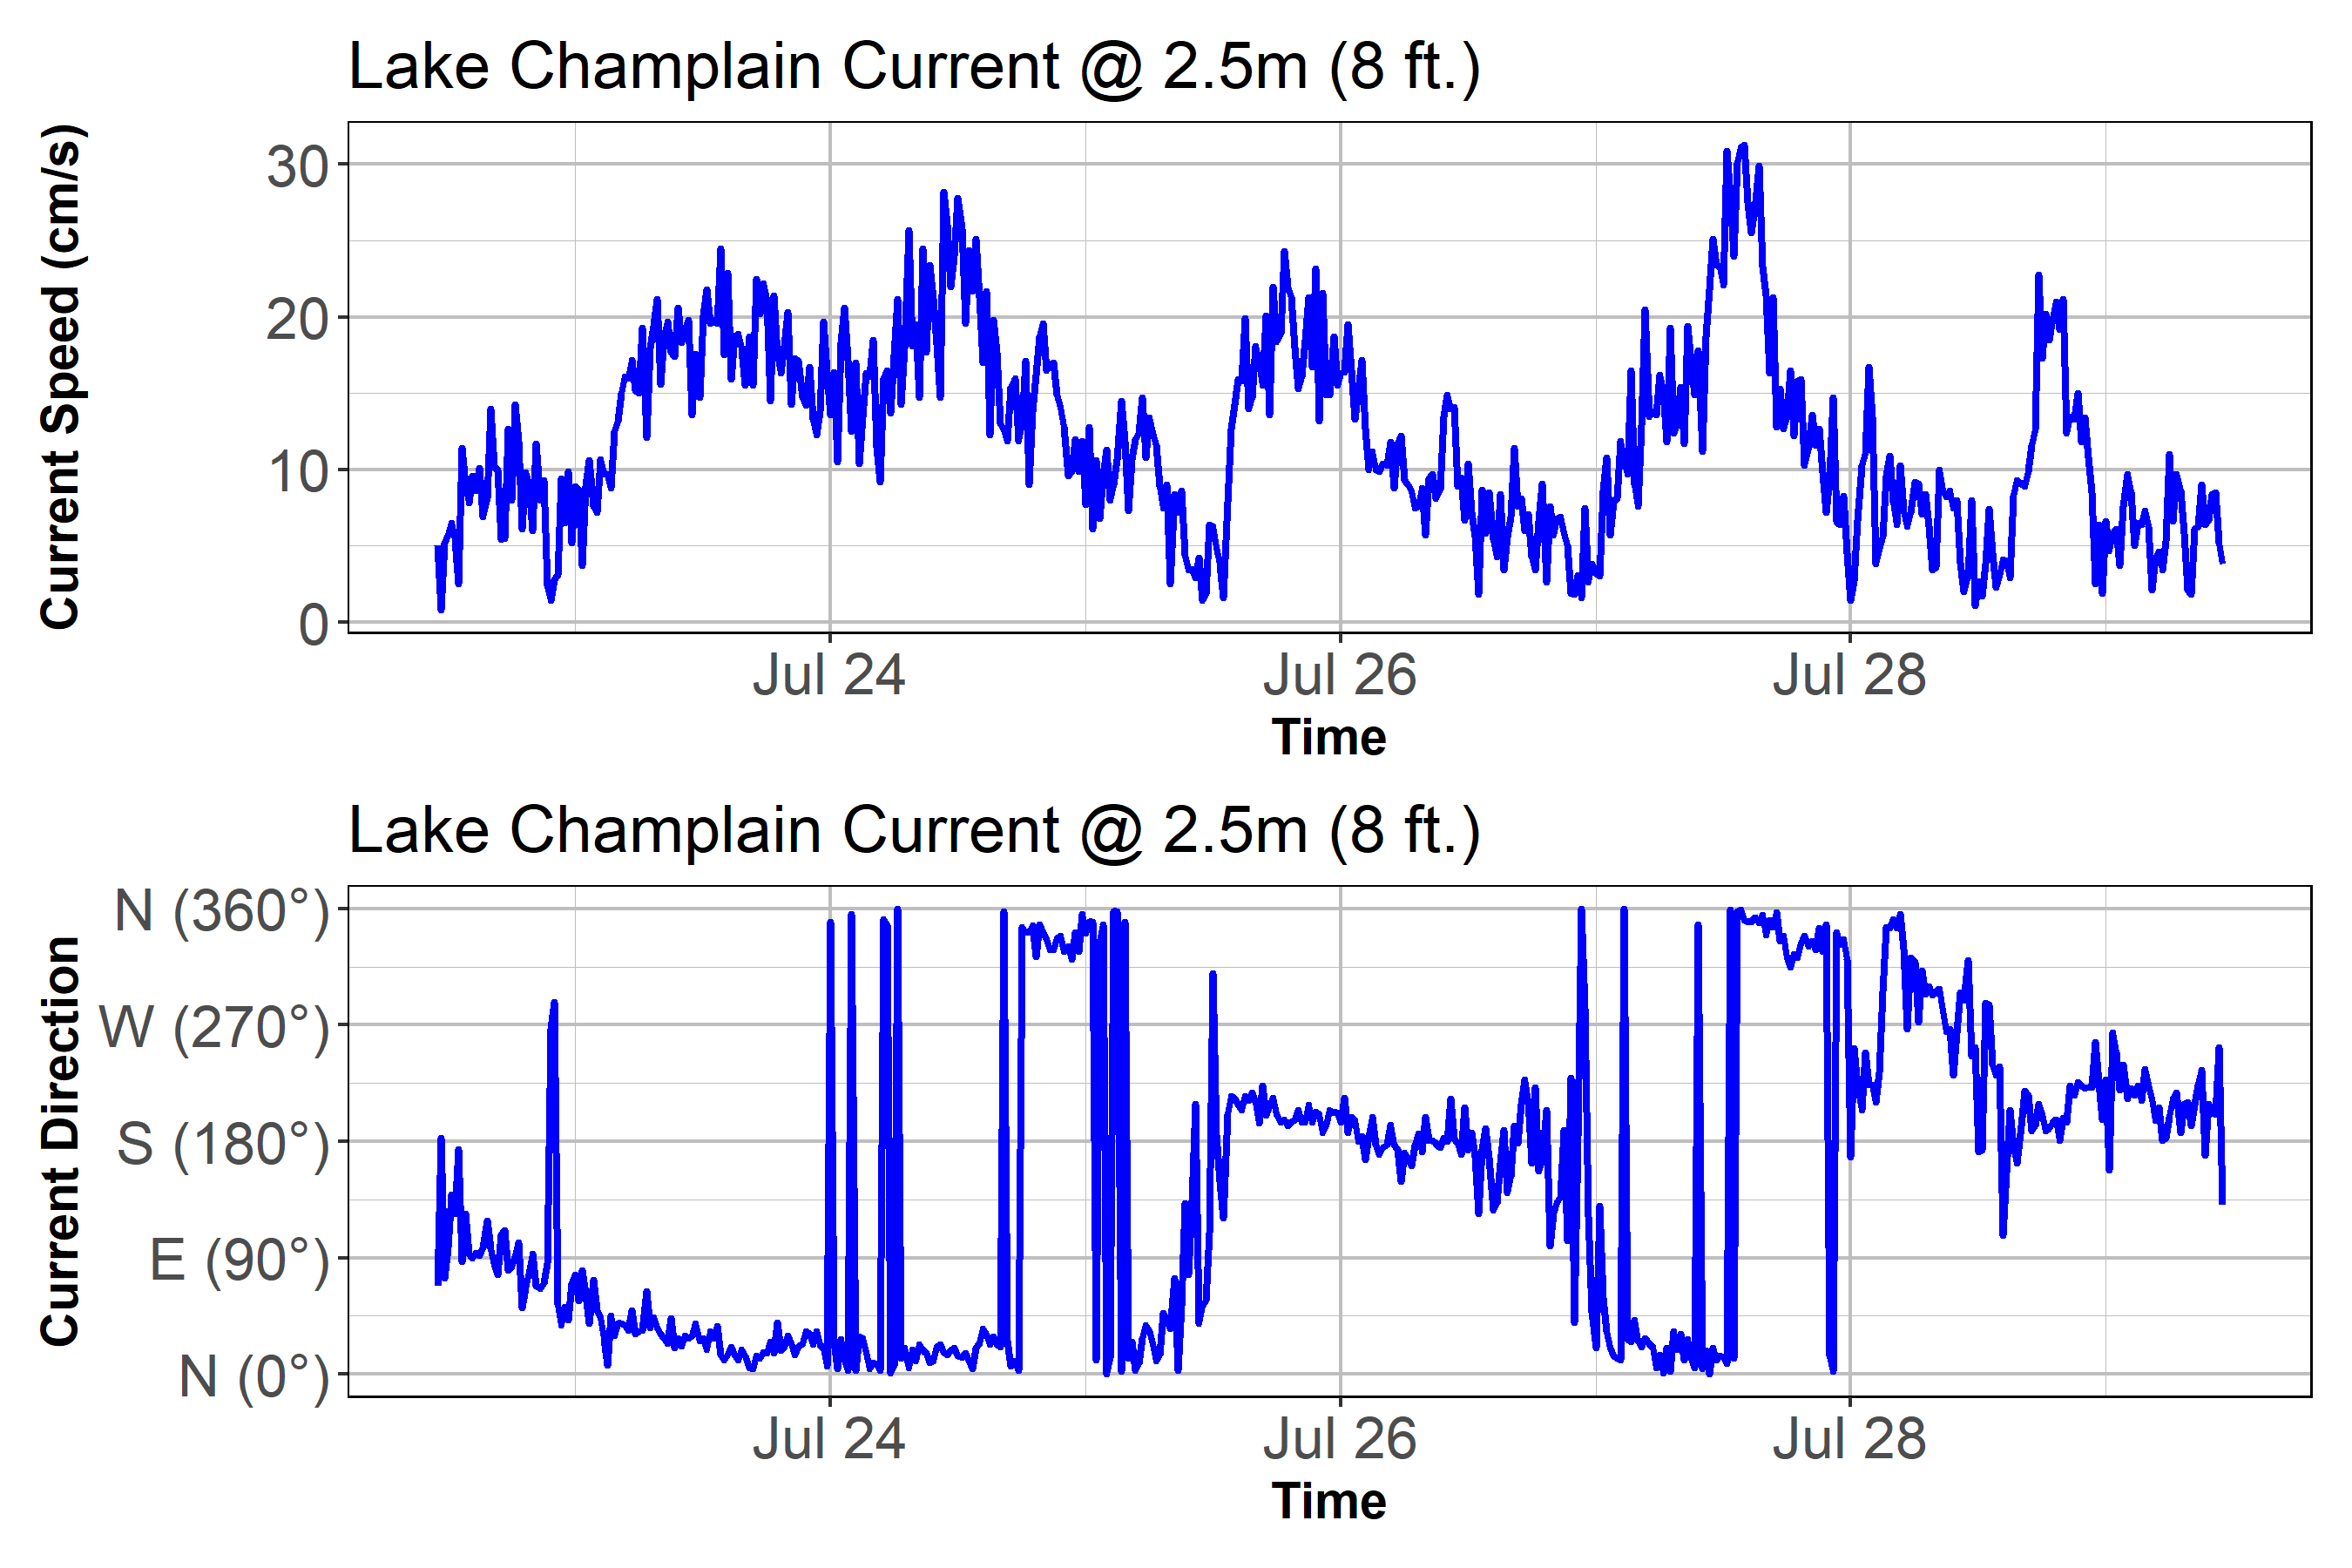 Lake Champlain Current @ 2.5m (8 ft.)
Current Speed (cm/s)
30
20
10
0
Jul 24 Jul 26 Jul 28
Time
Lake Champlain Current @ 2.5m (8 ft.)
Current Direction
N (360°)
W (270°)
S (180°)
E (90°)
N (0°)
Jul 24 Jul 26 Jul 28
Time